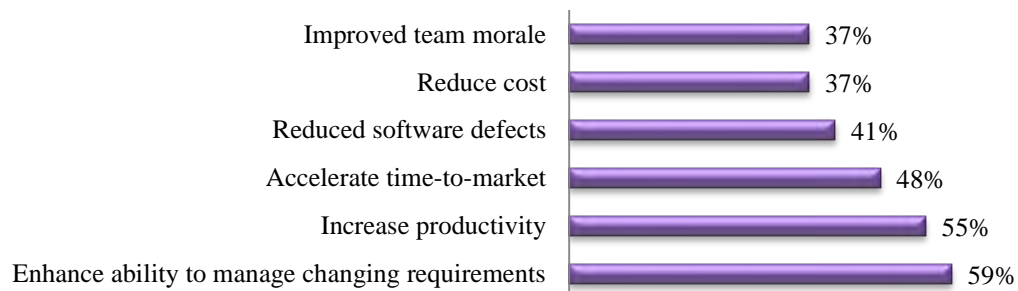 Improved team morale 37%
Reduce cost 37%
Reduced software defects 41%
Accelerate time-to-market 48%
Increase productivity 55%
Enhance ability to manage changing requirements 59%